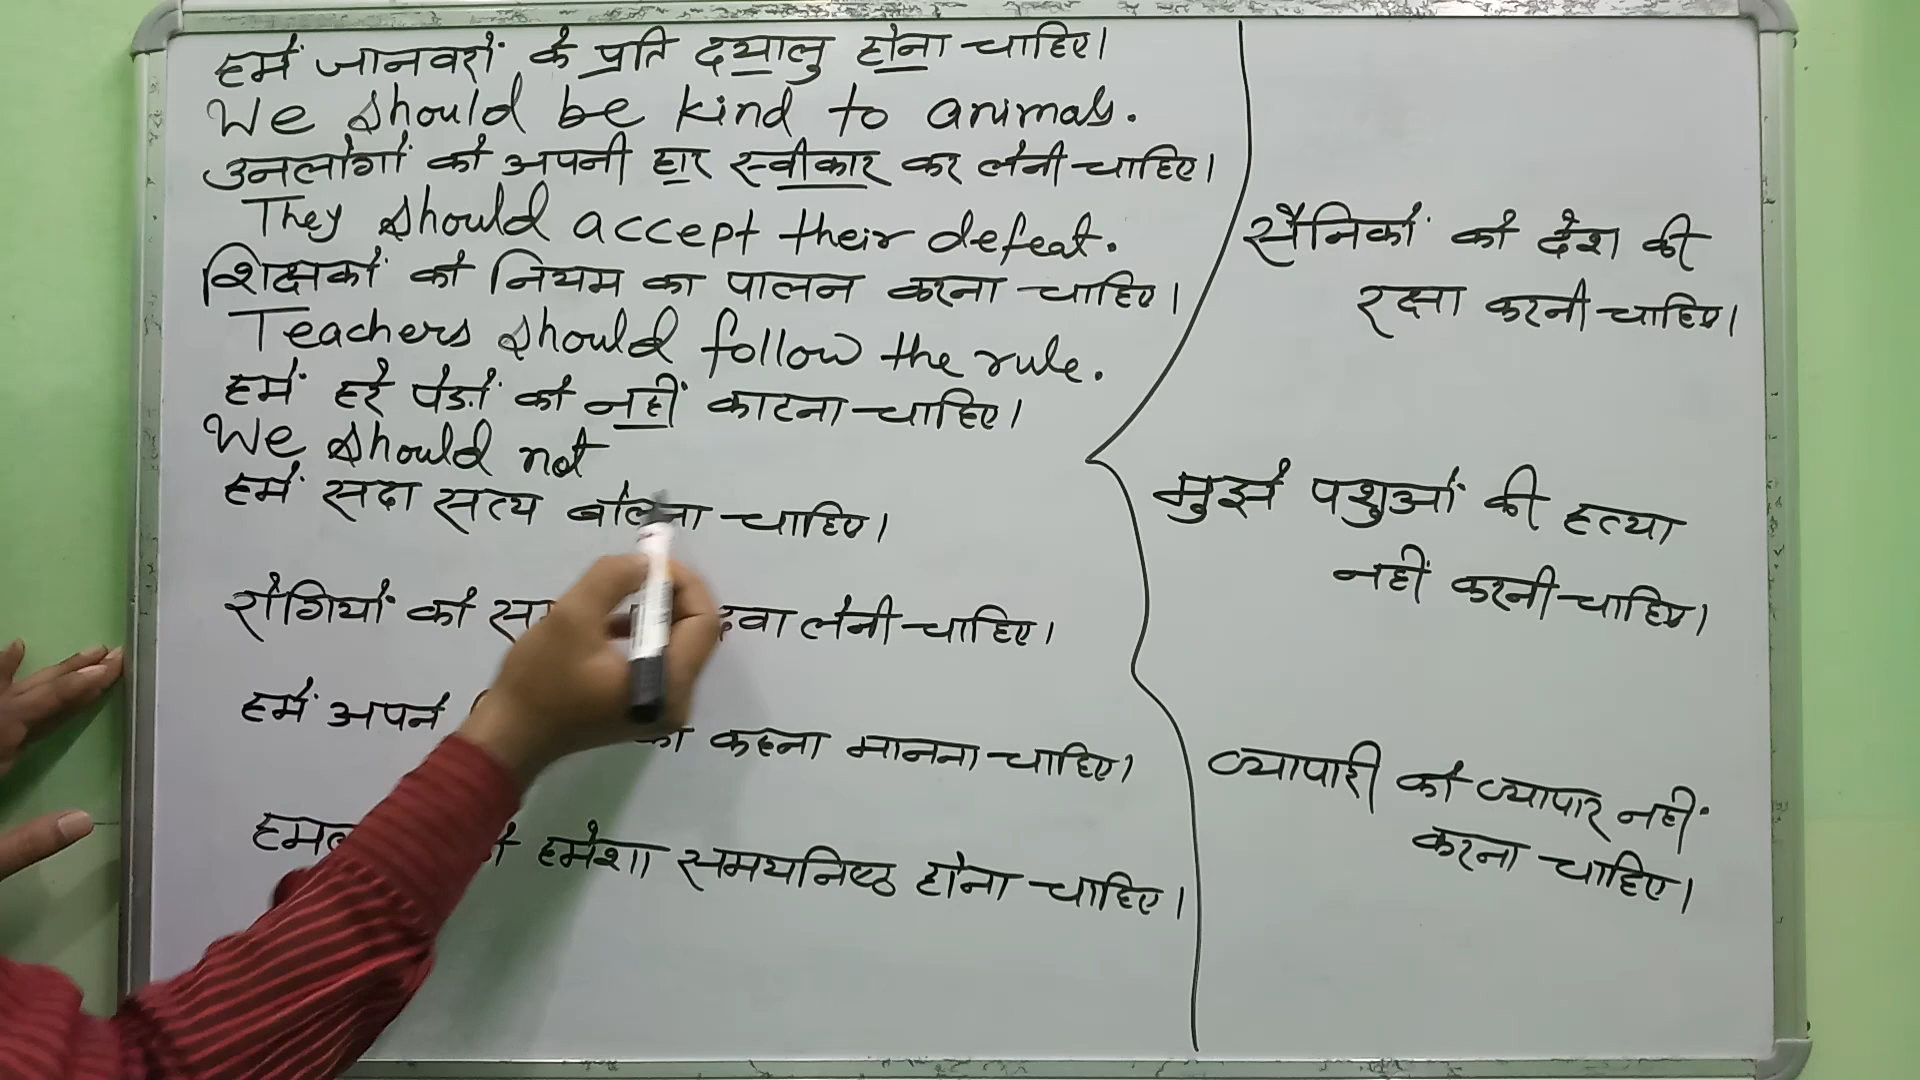 हमें जानवरों के प्रति दयालु होना चाहिए।
We should be kind to animals.
उनलोगों को अपनी हार स्वीकार कर लेनी चाहिए।
They should accept their defeat.
शिक्षकों को नियम का पालन करना चाहिए।
Teachers should follow the rule.
हमें हरे पेड़ों को नहीं काटना चाहिए।
We should not
हमें सदा सत्य बोलना चाहिए।
रोगियों को दवा लेनी चाहिए।
हमें अपने कहना मानना चाहिए।
हमेशा समयनिष्ठ होना चाहिए।
सैनिकों को देश की
रक्षा करनी चाहिए।
मुझे पशुओं की हत्या
नहीं करनी चाहिए।
व्यापारी को व्यापार नहीं
करना चाहिए।